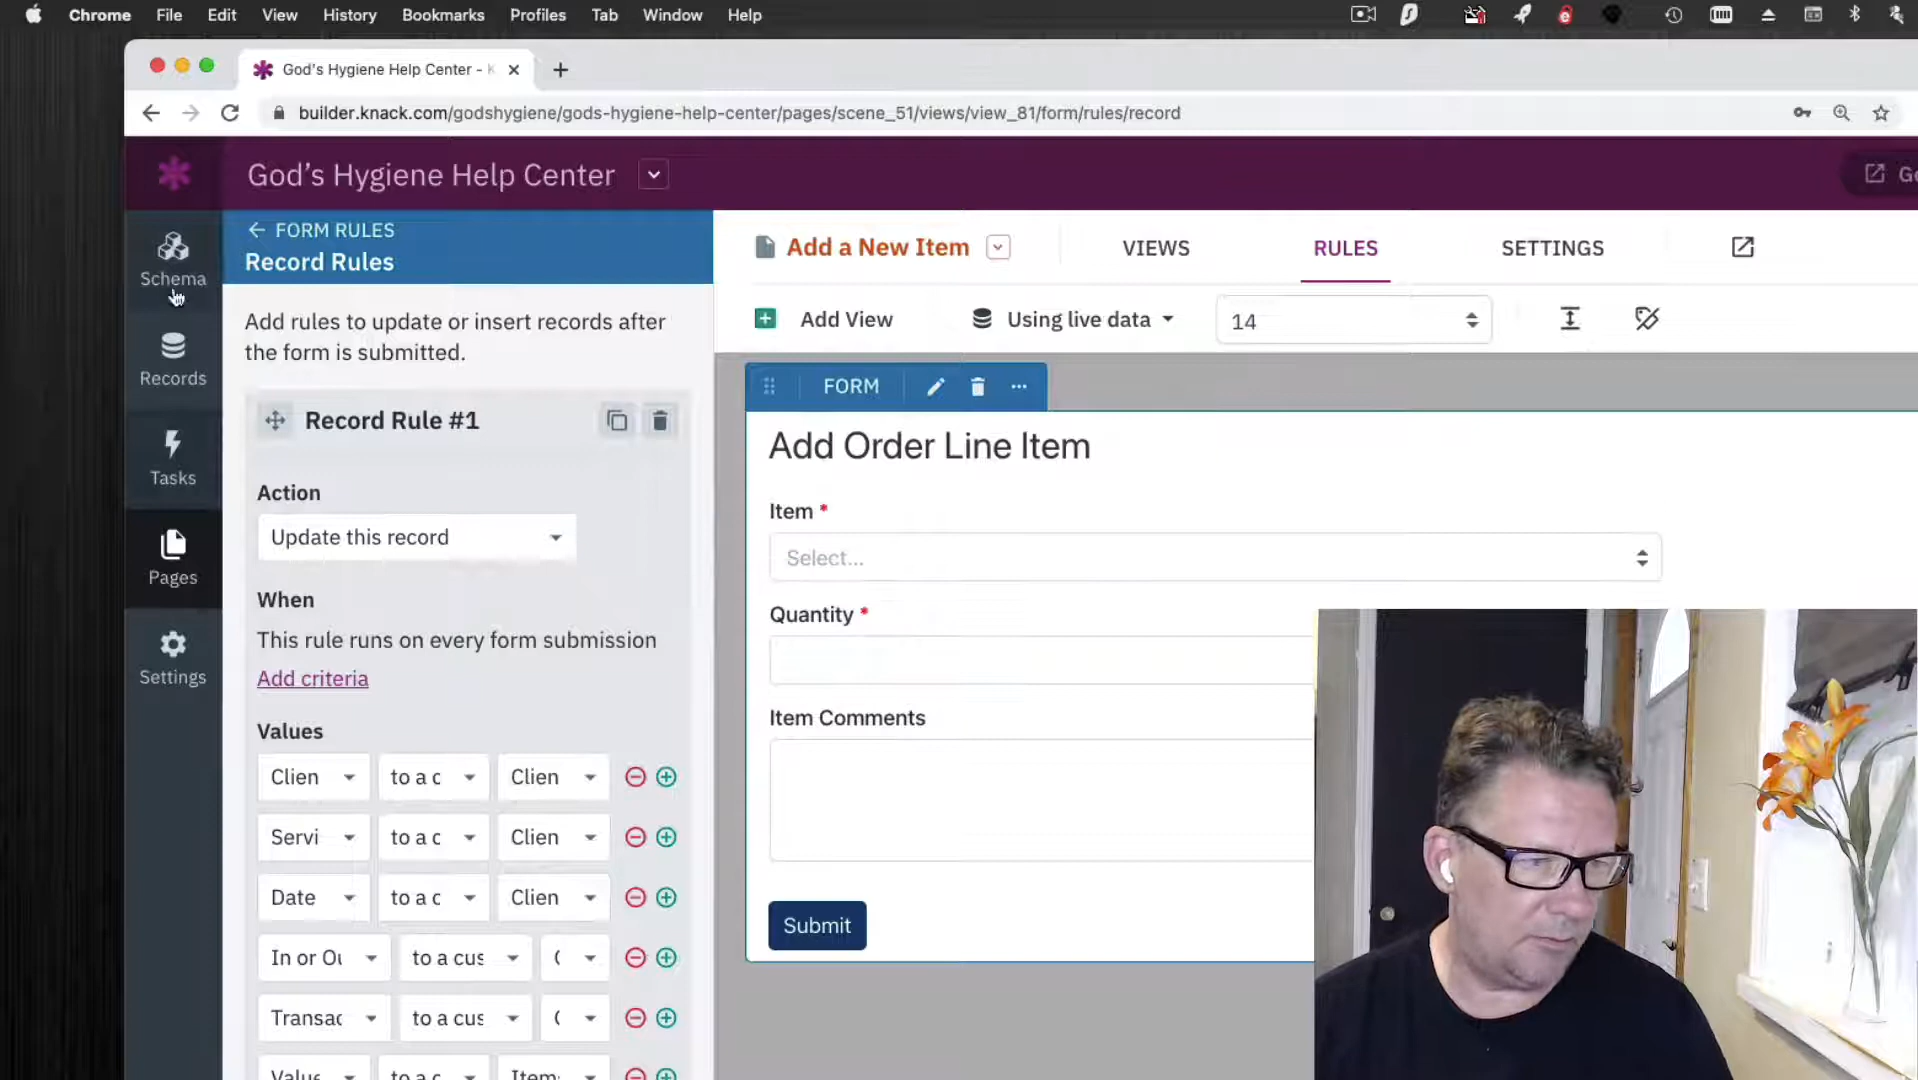 Chrome File Edit View History Bookmarks Profiles Tab Window Help
God's Hygiene Help Center - K
builder.knack.com/godshygiene/gods-hygiene-help-center/pages/scene_51/views/view_81/form/rules/record
God's Hygiene Help Center
Go
Schema
Records
Tasks
Pages
Settings
FORM RULES
Record Rules
Add rules to update or insert records after
the form is submitted.
Record Rule #1
Action
Update this record
When
This rule runs on every form submission
Add criteria
Values
Clien to a c Clien
Servi to a c Clien
Date to a c Clien
In or Ou to a cus
Transac to a cus
Value to a c Item
Add a New Item VIEWS RULES SETTINGS
Add View Using live data 14
FORM
Add Order Line Item
Item *
Select...
Quantity *
Item Comments
Submit